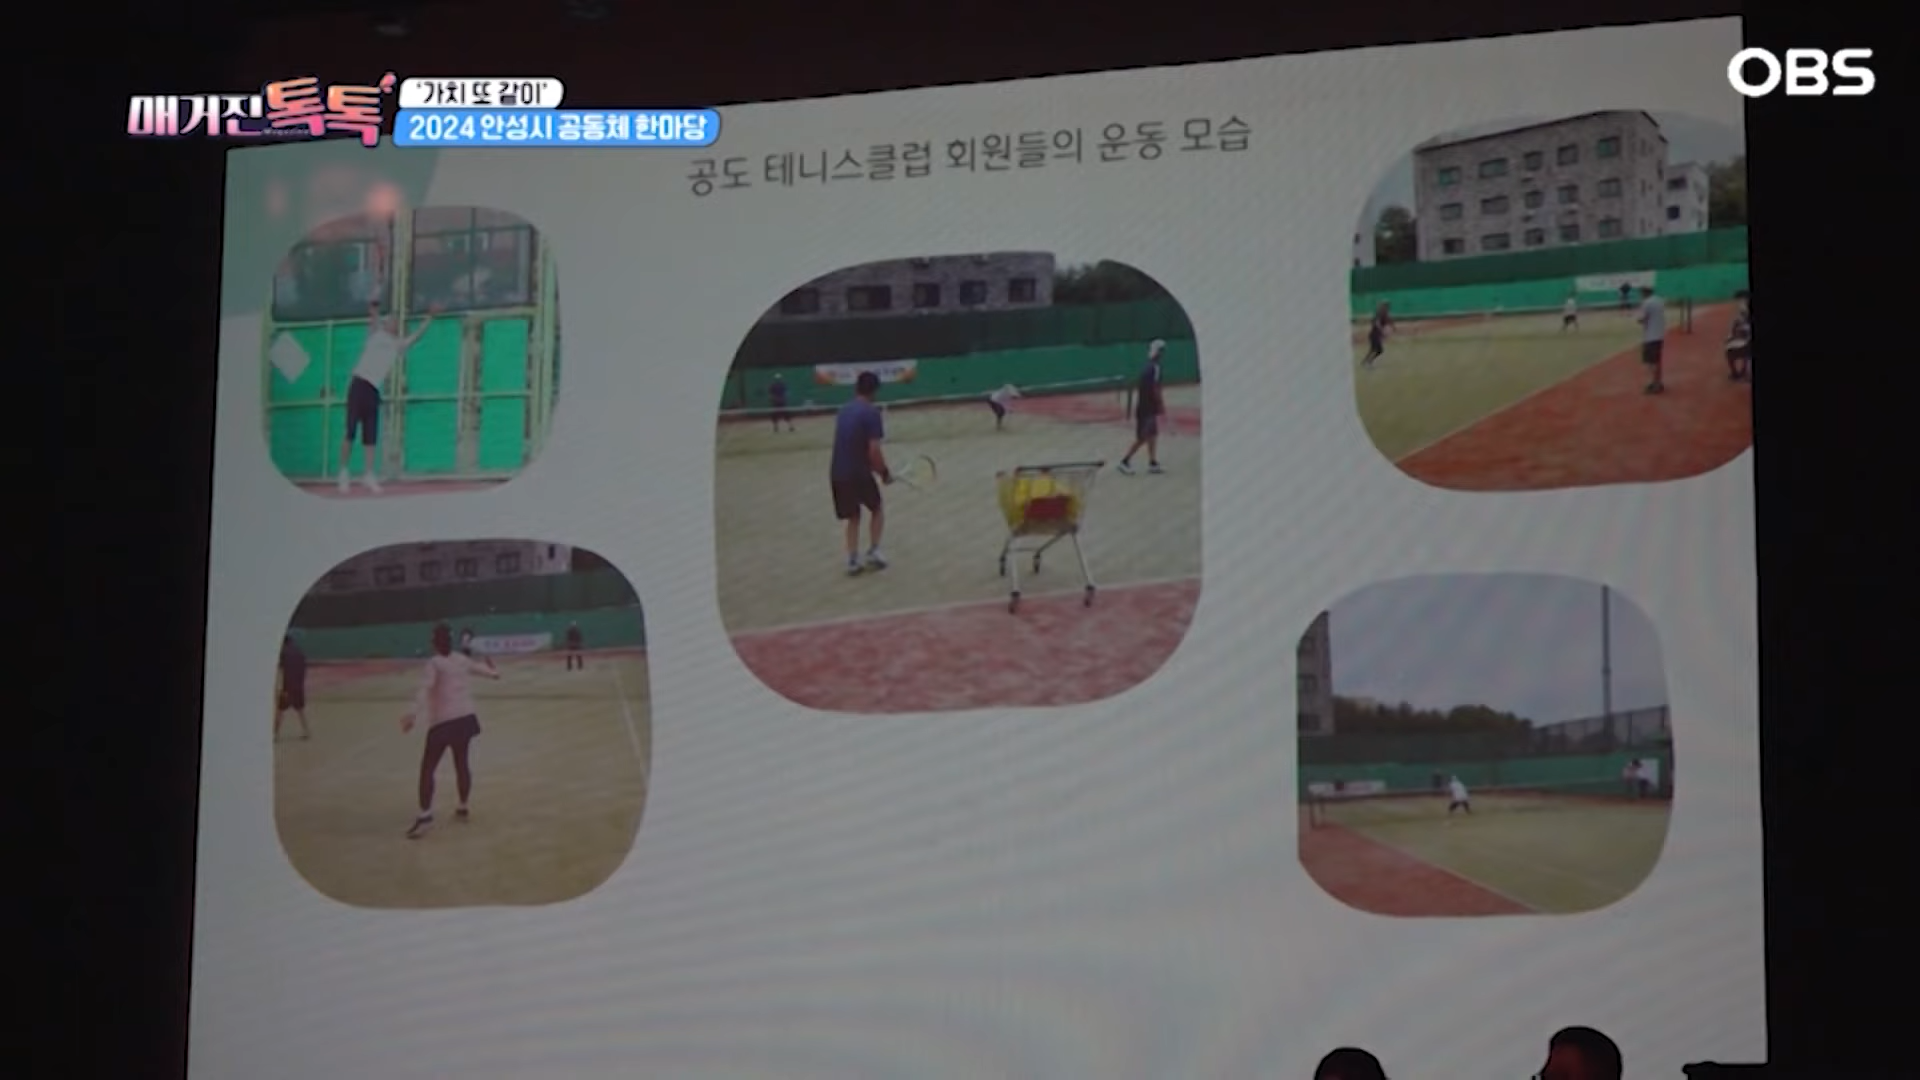 매거진톡톡
'가치 또 같이'
2024 안성시 공동체 한마당
OBS
공도 테니스클럽 회원들의 운동 모습